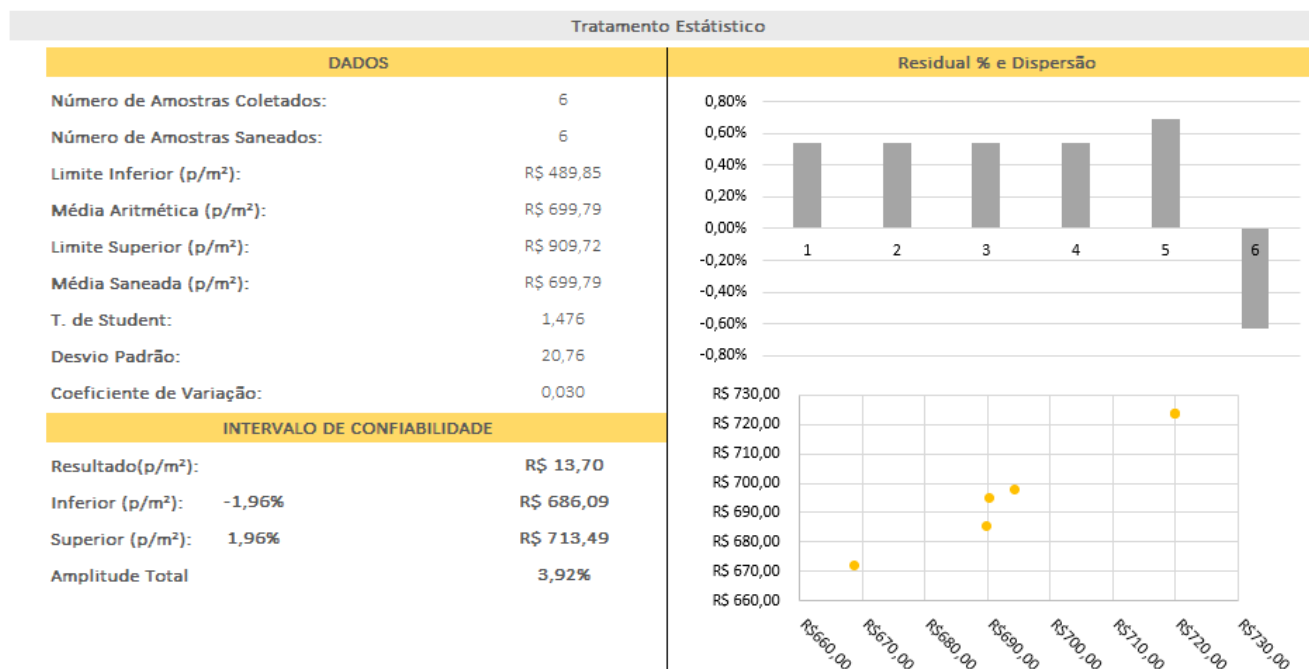 Tratamento Estátistico
DADOS
Número de Amostras Coletados: 6
Número de Amostras Saneados: 6
Limite Inferior (p/m²): R$ 489,85
Média Aritmética (p/m²): R$ 699,79
Limite Superior (p/m²): R$ 909,72
Média Saneada (p/m²): R$ 699,79
T. de Student: 1,476
Desvio Padrão: 20,76
Coeficiente de Variação: 0,030
INTERVALO DE CONFIABILIDADE
Resultado(p/m²): R$ 13,70
Inferior (p/m²): -1,96% R$ 686,09
Superior (p/m²): 1,96% R$ 713,49
Amplitude Total 3,92%
Residual % e Dispersão
0,80%
0,60%
0,40%
0,20%
0,00%
1 2 3 4 5 6
-0,20%
-0,40%
-0,60%
-0,80%
R$ 730,00
R$ 720,00
R$ 710,00
R$ 700,00
R$ 690,00
R$ 680,00
R$ 670,00
R$ 660,00
R$660,00 R$670,00 R$680,00 R$690,00 R$700,00 R$710,00 R$720,00 R$730,00